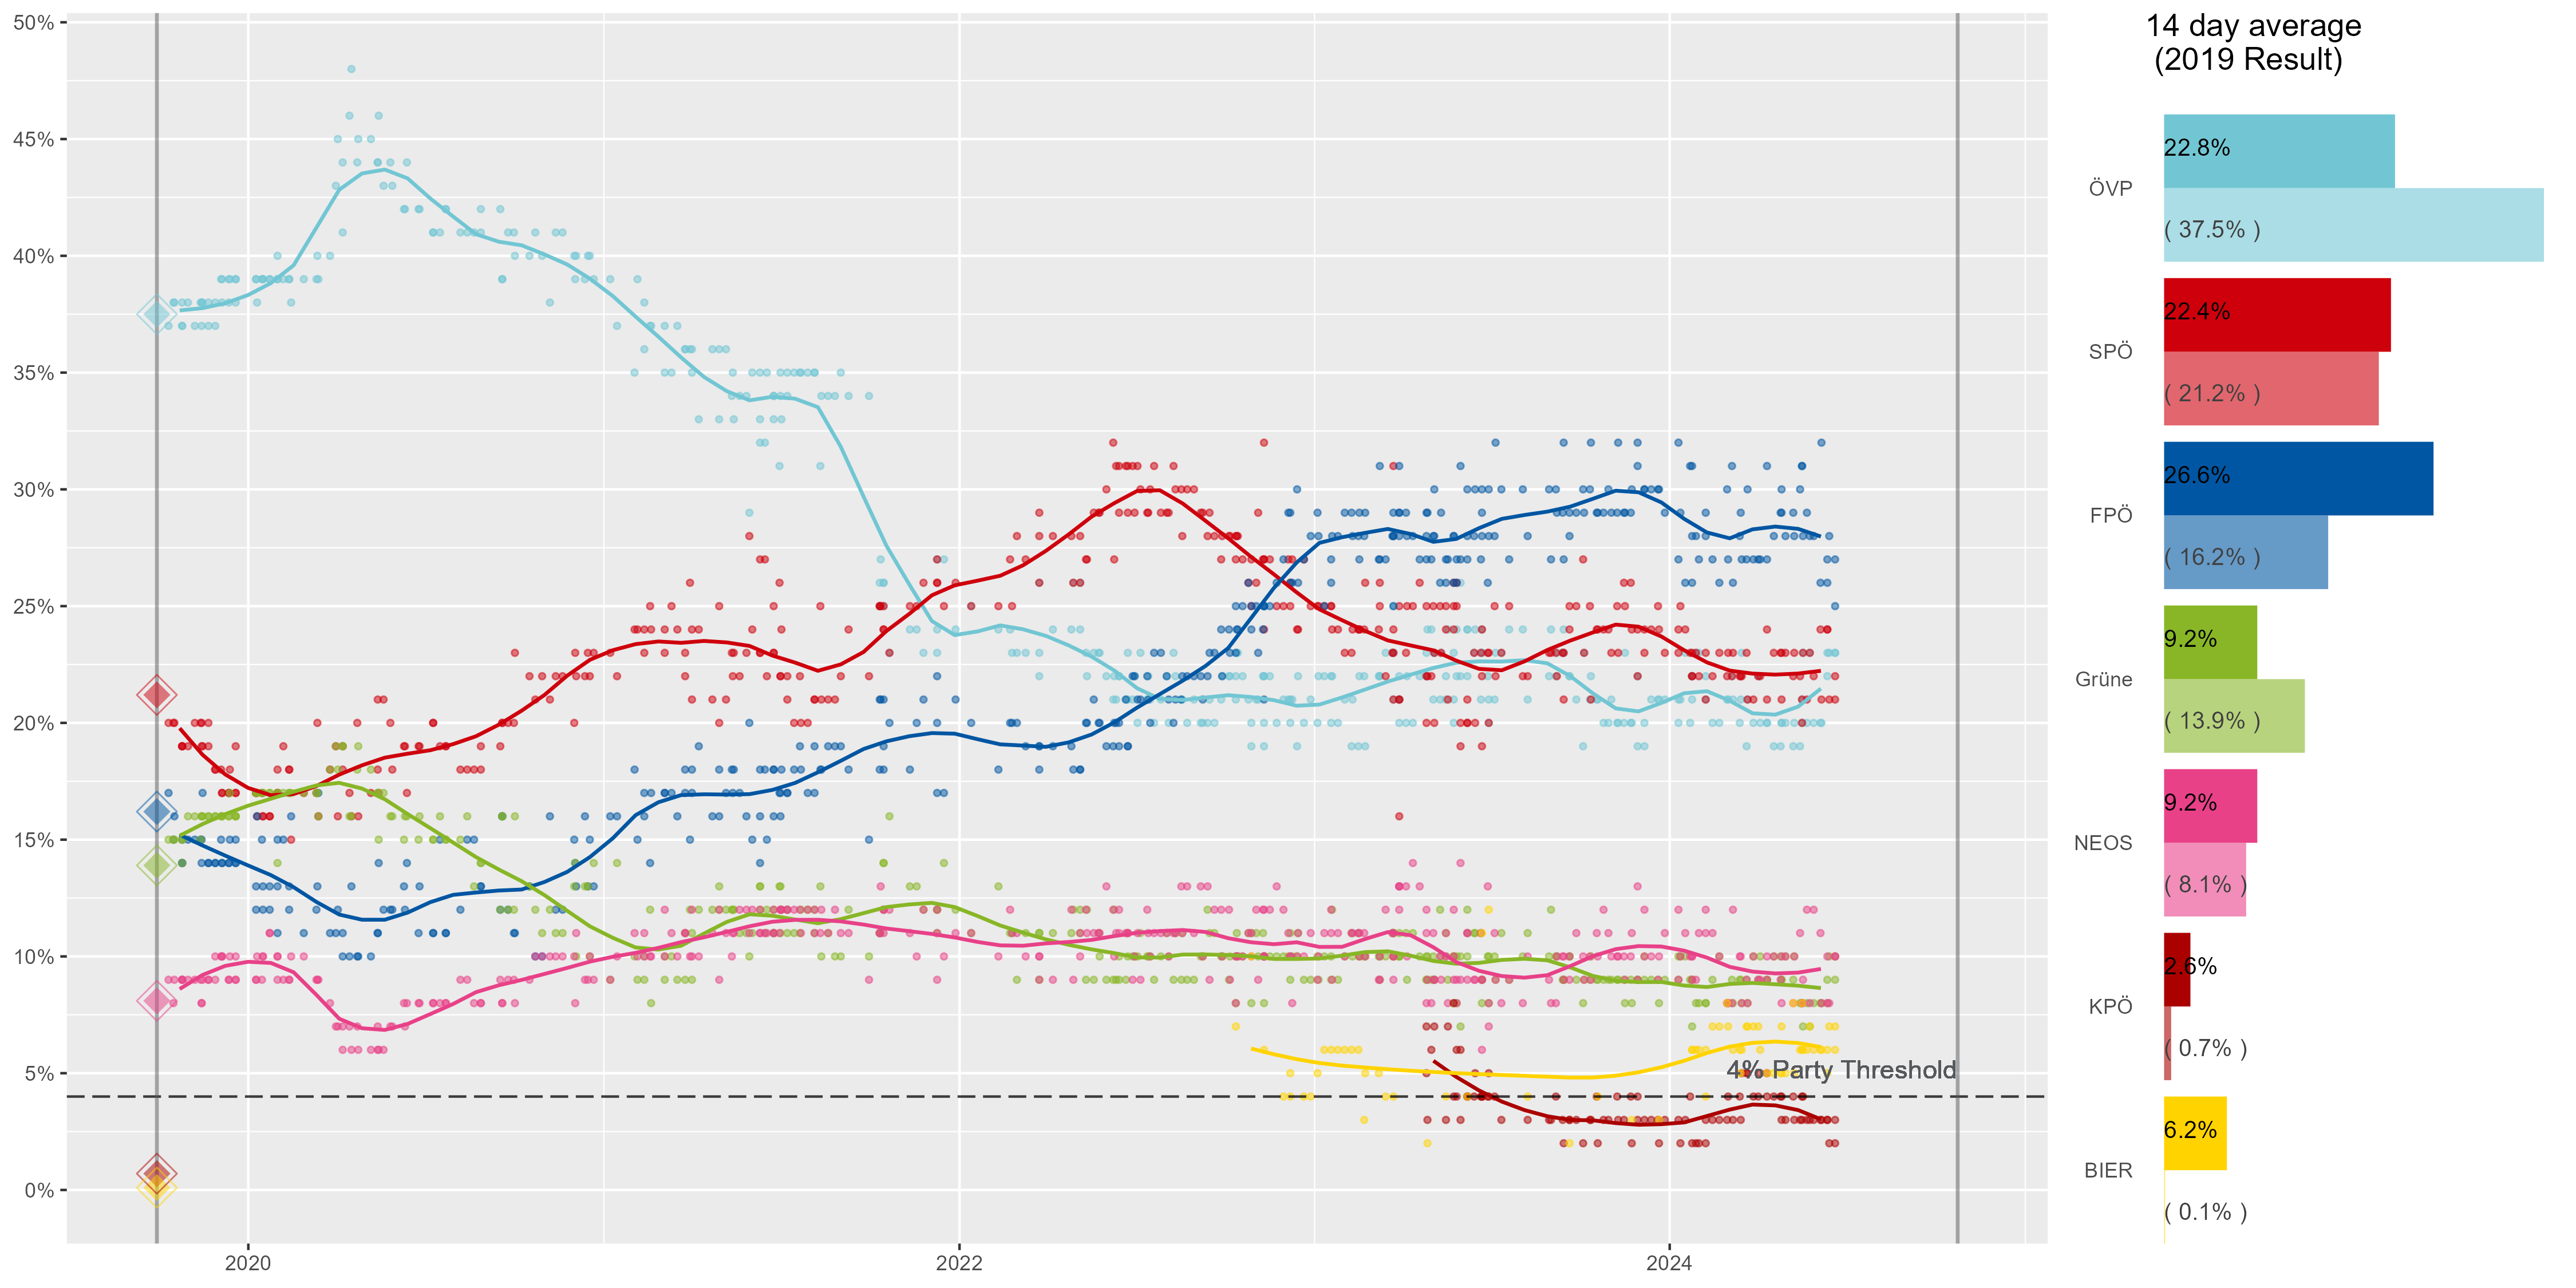 50%
45%
40%
35%
30%
25%
20%
15%
10%
5%
0%
2020
2022
2024
4% Party Threshold
14 day average
(2019 Result)
ÖVP
22.8%
( 37.5% )
SPÖ
22.4%
( 21.2% )
FPÖ
26.6%
( 16.2% )
Grüne
9.2%
( 13.9% )
NEOS
9.2%
( 8.1% )
KPÖ
2.6%
( 0.7% )
BIER
6.2%
( 0.1% )